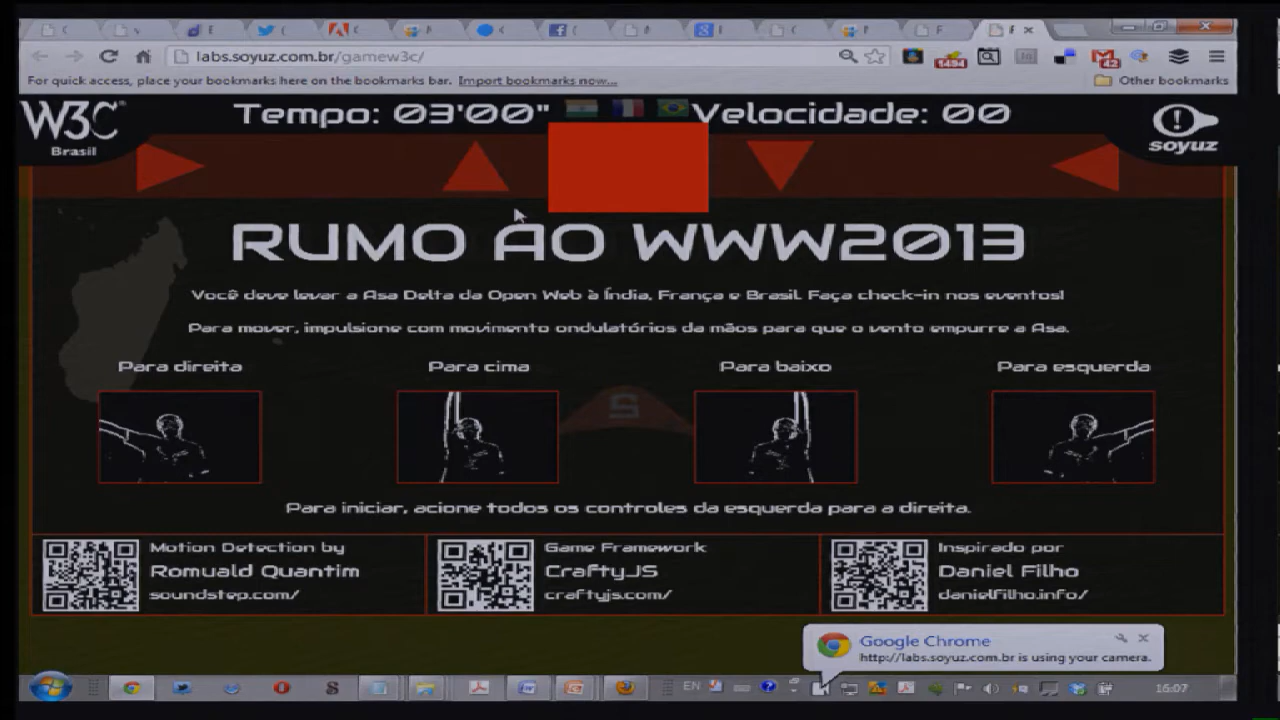 labs.soyuz.com.br/gamew3c/
1494
42
For quick access, place your bookmarks here on the bookmarks bar. Import bookmarks now...
Other bookmarks
W3C
Brasil
Tempo: 03'00"
Velocidade: 00
soyuz
RUMO AO WWW2013
Você deve levar a Asa Delta da Open Web à Índia, França e Brasil. Faça check-in nos eventos!
Para mover, impulsione com movimento ondulatórios da mãos para que o vento empurre a Asa.
Para direita
Para cima
Para baixo
Para esquerda
S
Para iniciar, acione todos os controles da esquerda para a direita.
Motion Detection by
Romuald Quantim
soundstep.com/
Game Framework
CraftyJS
craftyjs.com/
Inspirado por
Daniel Filho
danielfilho.info/
Google Chrome
http://labs.soyuz.com.br is using your camera.
EN
16:07